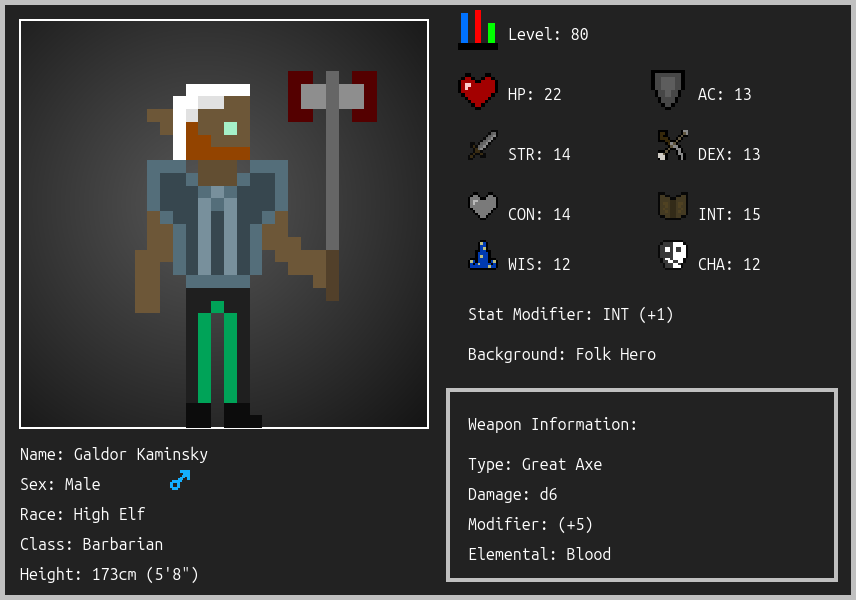 Level: 80
HP: 22
AC: 13
STR: 14
DEX: 13
CON: 14
INT: 15
WIS: 12
CHA: 12
Stat Modifier: INT (+1)
Background: Folk Hero
Weapon Information:
Type: Great Axe
Damage: d6
Modifier: (+5)
Elemental: Blood
Name: Galdor Kaminsky
Sex: Male
Race: High Elf
Class: Barbarian
Height: 173cm (5'8")